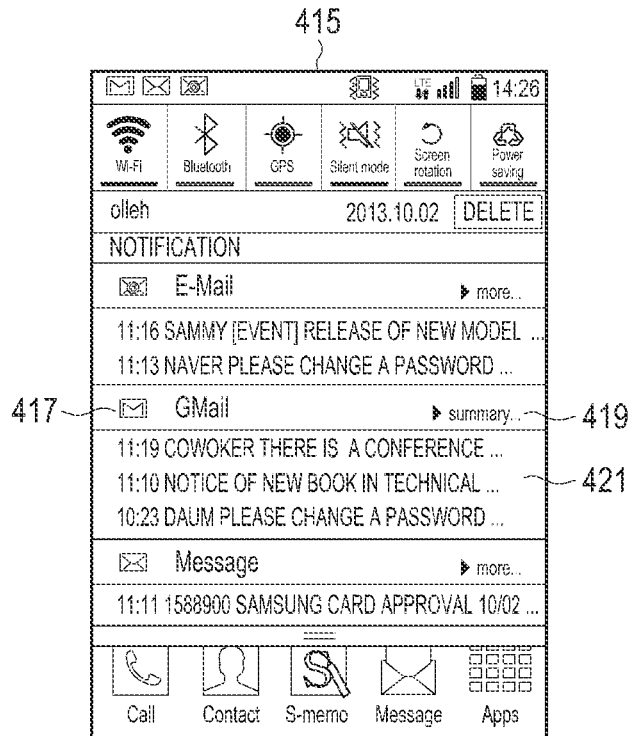 415
LTE 14:26
Wi-Fi Bluetooth GPS Silent mode Screen rotation Power saving
olleh 2013.10.02 DELETE
NOTIFICATION
E-Mail more...
11:16 SAMMY [EVENT] RELEASE OF NEW MODEL ...
11:13 NAVER PLEASE CHANGE A PASSWORD ...
417 GMail summary... 419
11:19 COWOKER THERE IS A CONFERENCE ...
11:10 NOTICE OF NEW BOOK IN TECHNICAL ... 421
10:23 DAUM PLEASE CHANGE A PASSWORD ...
Message more...
11:11 1588900 SAMSUNG CARD APPROVAL 10/02 ...
Call Contact S-memo Message Apps